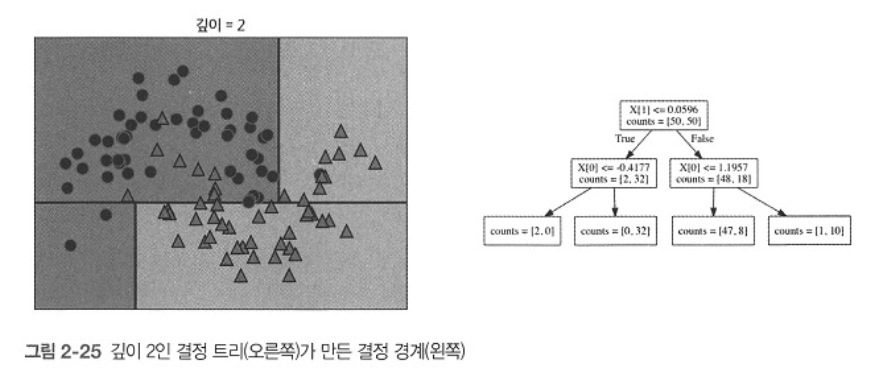 깊이 = 2
X[1] <= 0.0596
counts = [50, 50]
True
False
X[0] <= -0.4177
counts = [2, 32]
X[0] <= 1.1957
counts = [48, 18]
counts = [2, 0]
counts = [0, 32]
counts = [47, 8]
counts = [1, 10]
그림 2-25 깊이 2인 결정 트리(오른쪽)가 만든 결정 경계(왼쪽)